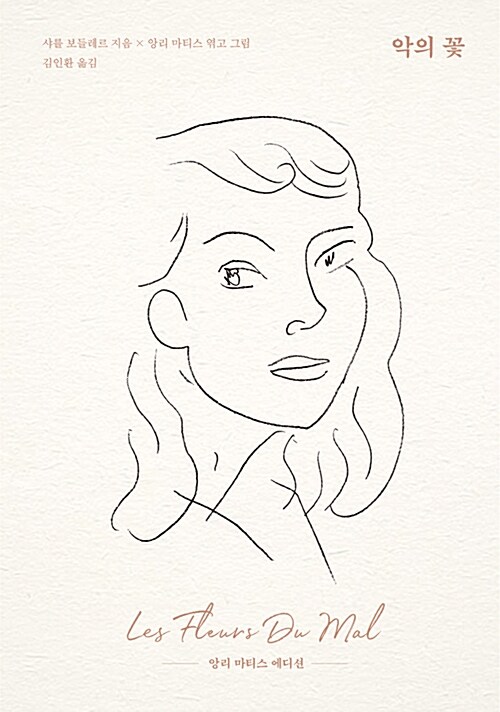 샤를 보들레르 지음 × 앙리 마티스 엮고 그림
김인환 옮김
악의 꽃
Les Fleurs Du Mal
앙리 마티스 에디션